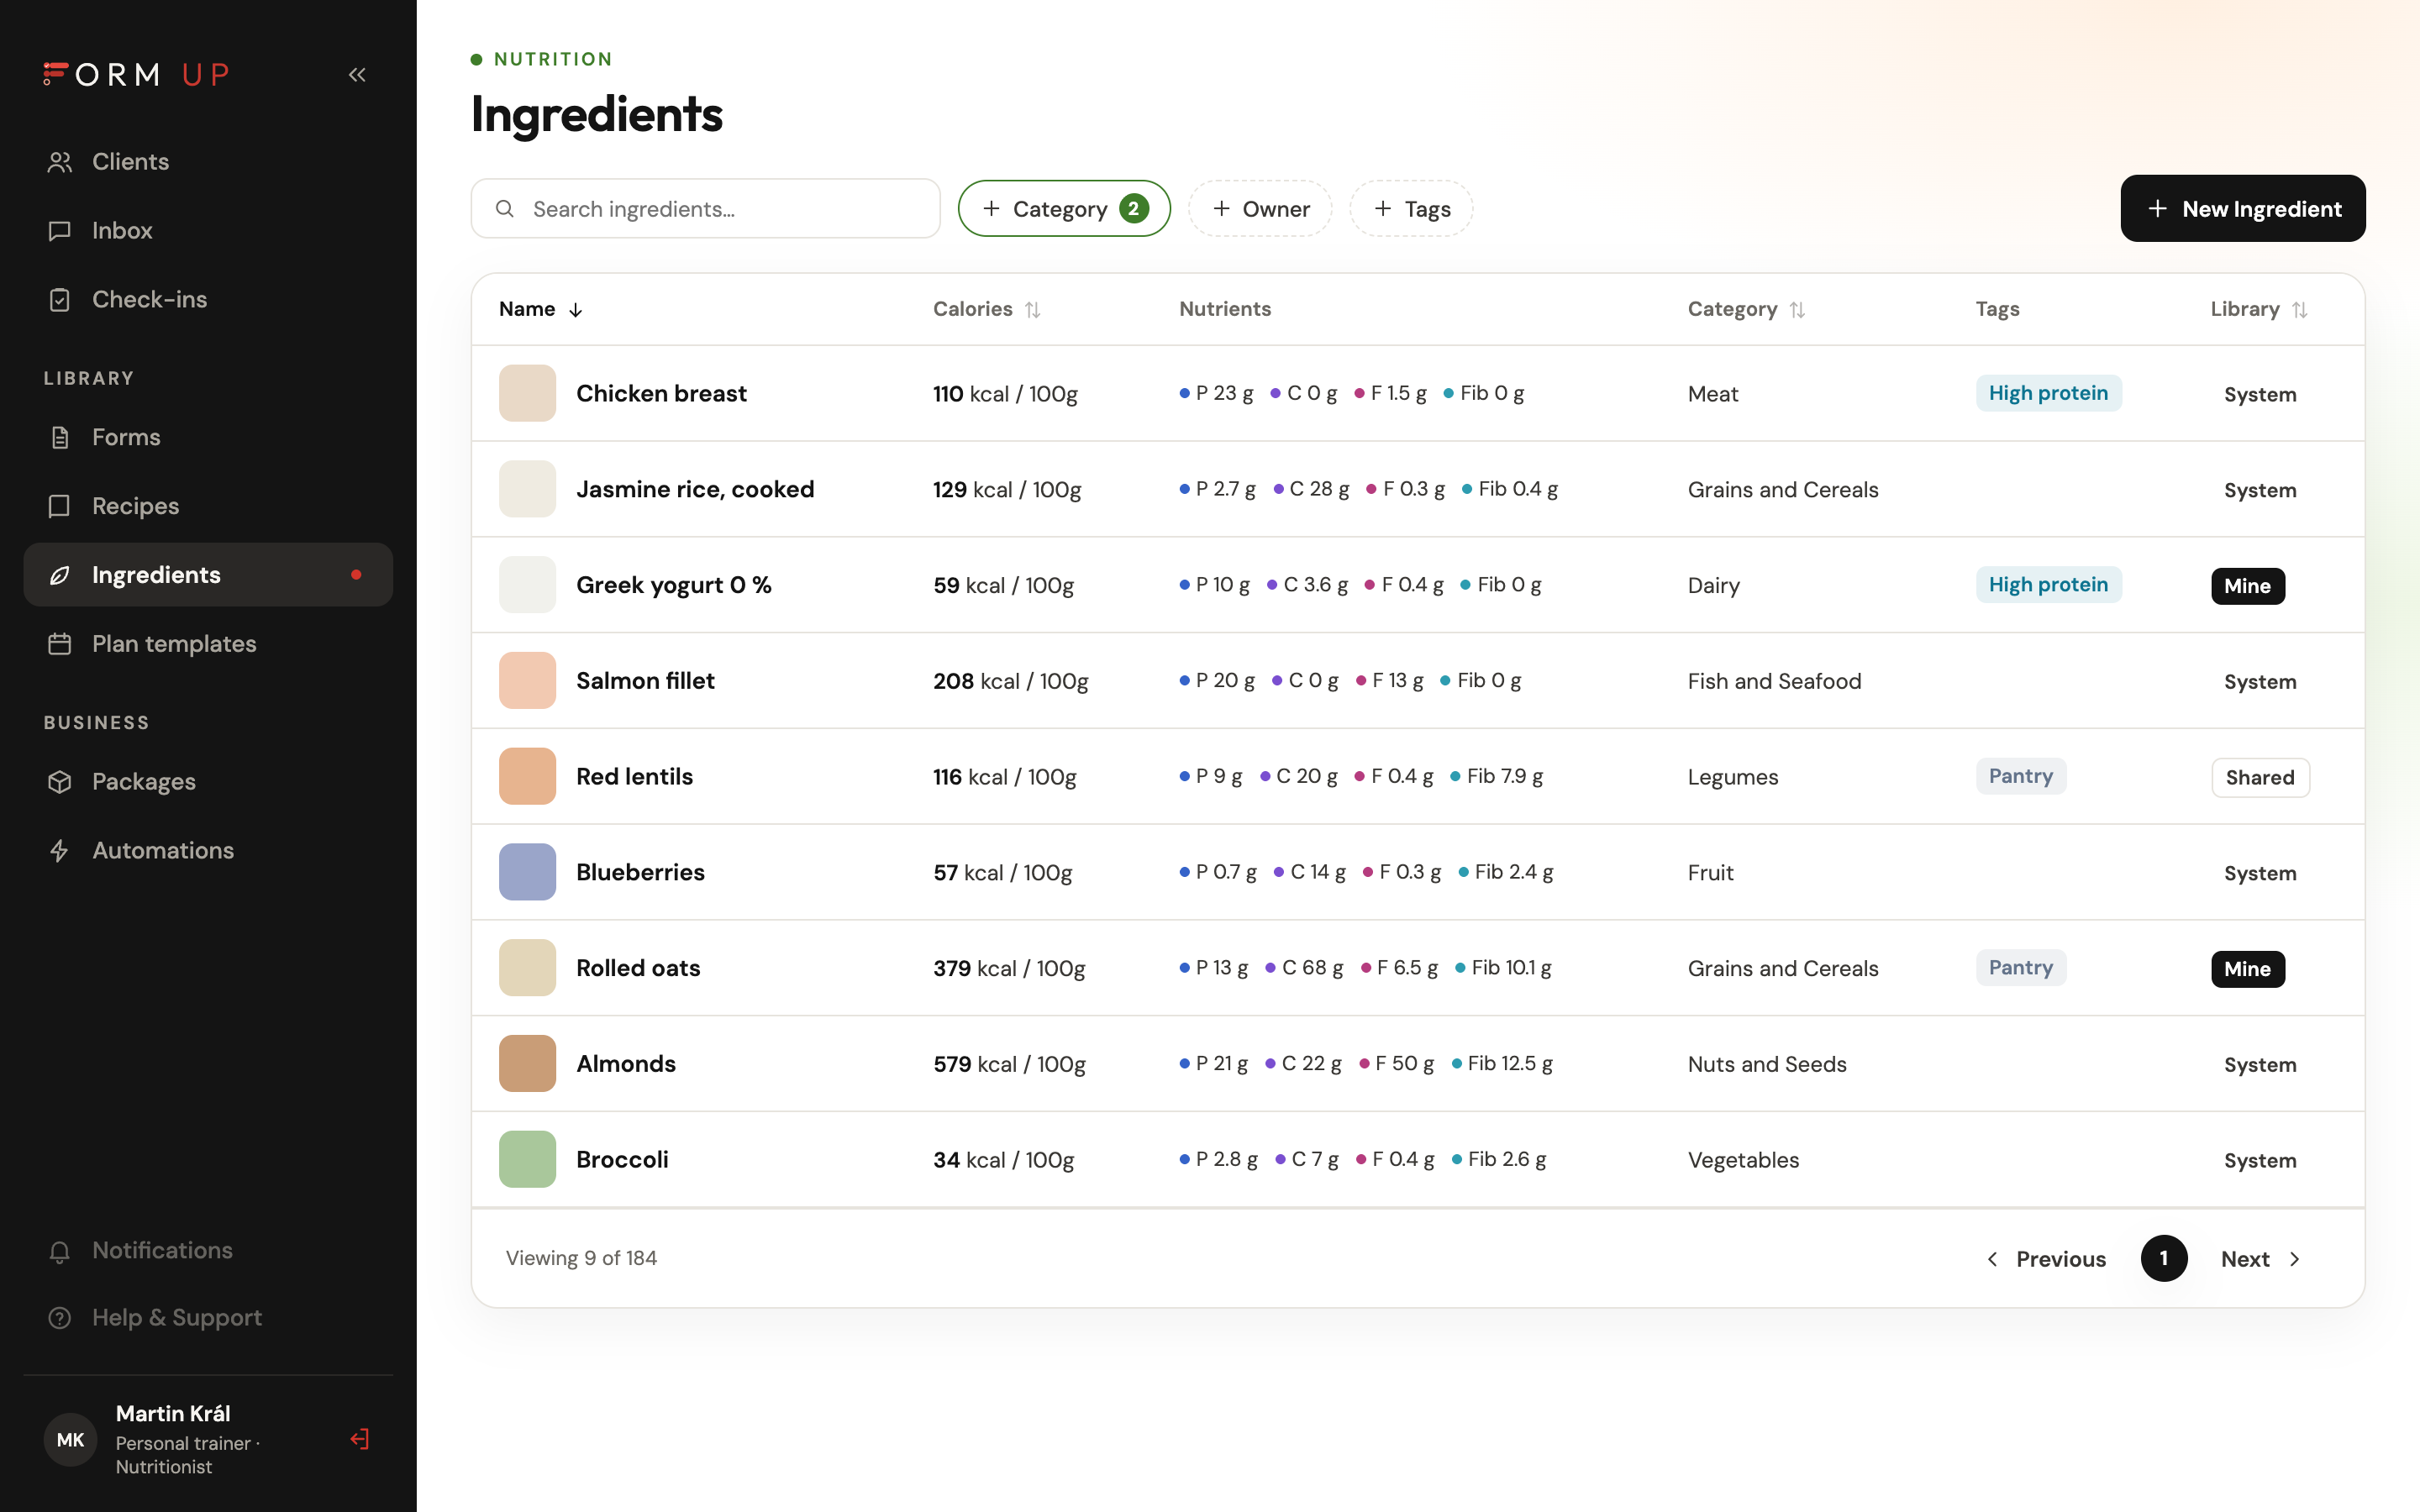 FORM UP
Clients
Inbox
Check-ins
LIBRARY
Forms
Recipes
Ingredients
Plan templates
BUSINESS
Packages
Automations
Notifications
Help & Support
MK
Martin Král
Personal trainer ·
Nutritionist
NUTRITION
Ingredients
Search ingredients...
Category 2
Owner
Tags
New Ingredient
Name Calories Nutrients Category Tags Library
Chicken breast 110 kcal / 100g P 23 g C 0 g F 1.5 g Fib 0 g Meat High protein System
Jasmine rice, cooked 129 kcal / 100g P 2.7 g C 28 g F 0.3 g Fib 0.4 g Grains and Cereals System
Greek yogurt 0 % 59 kcal / 100g P 10 g C 3.6 g F 0.4 g Fib 0 g Dairy High protein Mine
Salmon fillet 208 kcal / 100g P 20 g C 0 g F 13 g Fib 0 g Fish and Seafood System
Red lentils 116 kcal / 100g P 9 g C 20 g F 0.4 g Fib 7.9 g Legumes Pantry Shared
Blueberries 57 kcal / 100g P 0.7 g C 14 g F 0.3 g Fib 2.4 g Fruit System
Rolled oats 379 kcal / 100g P 13 g C 68 g F 6.5 g Fib 10.1 g Grains and Cereals Pantry Mine
Almonds 579 kcal / 100g P 21 g C 22 g F 50 g Fib 12.5 g Nuts and Seeds System
Broccoli 34 kcal / 100g P 2.8 g C 7 g F 0.4 g Fib 2.6 g Vegetables System
Viewing 9 of 184
Previous 1 Next